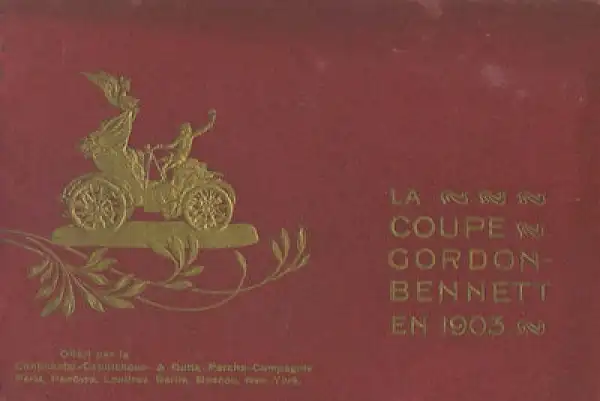 LA
COUPE
GORDON-
BENNETT
EN 1903
Offert par la
Continental-Caoutchouc- & Gutta-Percha-Compagnie
Paris, Hanovre, Londres, Berlin, Moscou, New York.